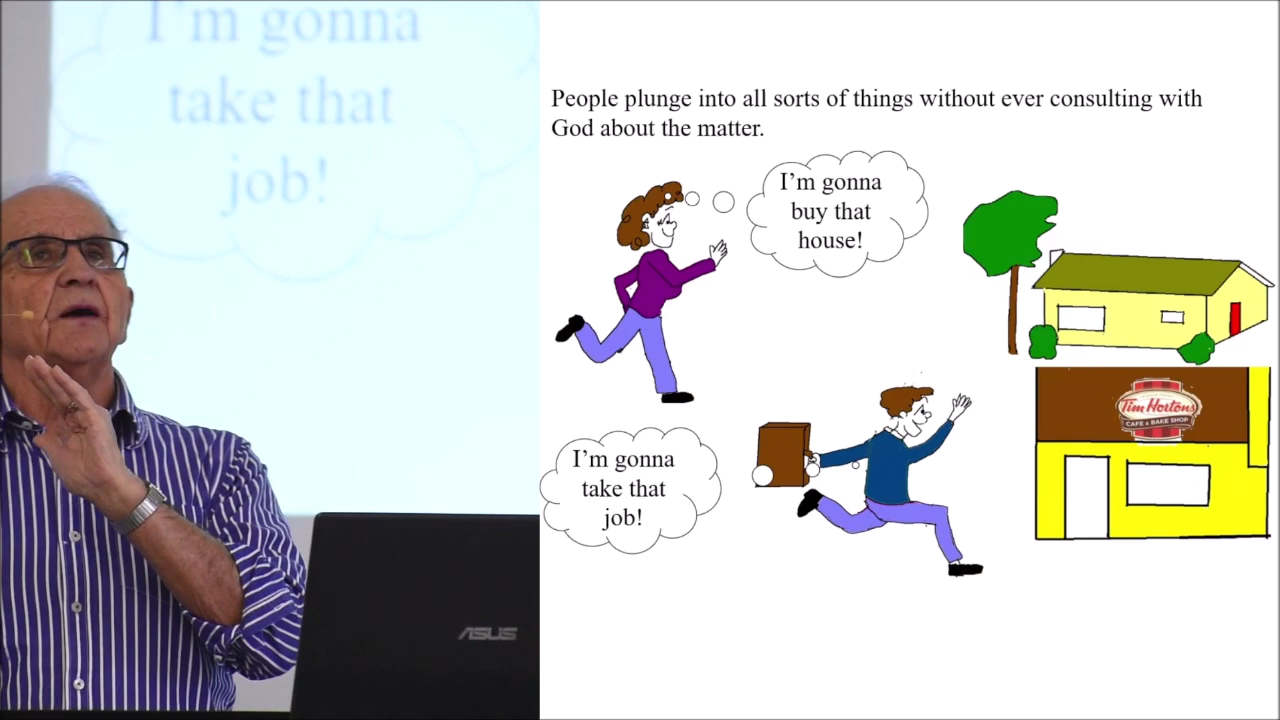 I'm gonna
take that
job!
People plunge into all sorts of things without ever consulting with
God about the matter.
I'm gonna
buy that
house!
Tim Hortons
CAFE & BAKE SHOP
I'm gonna
take that
job!
ASUS